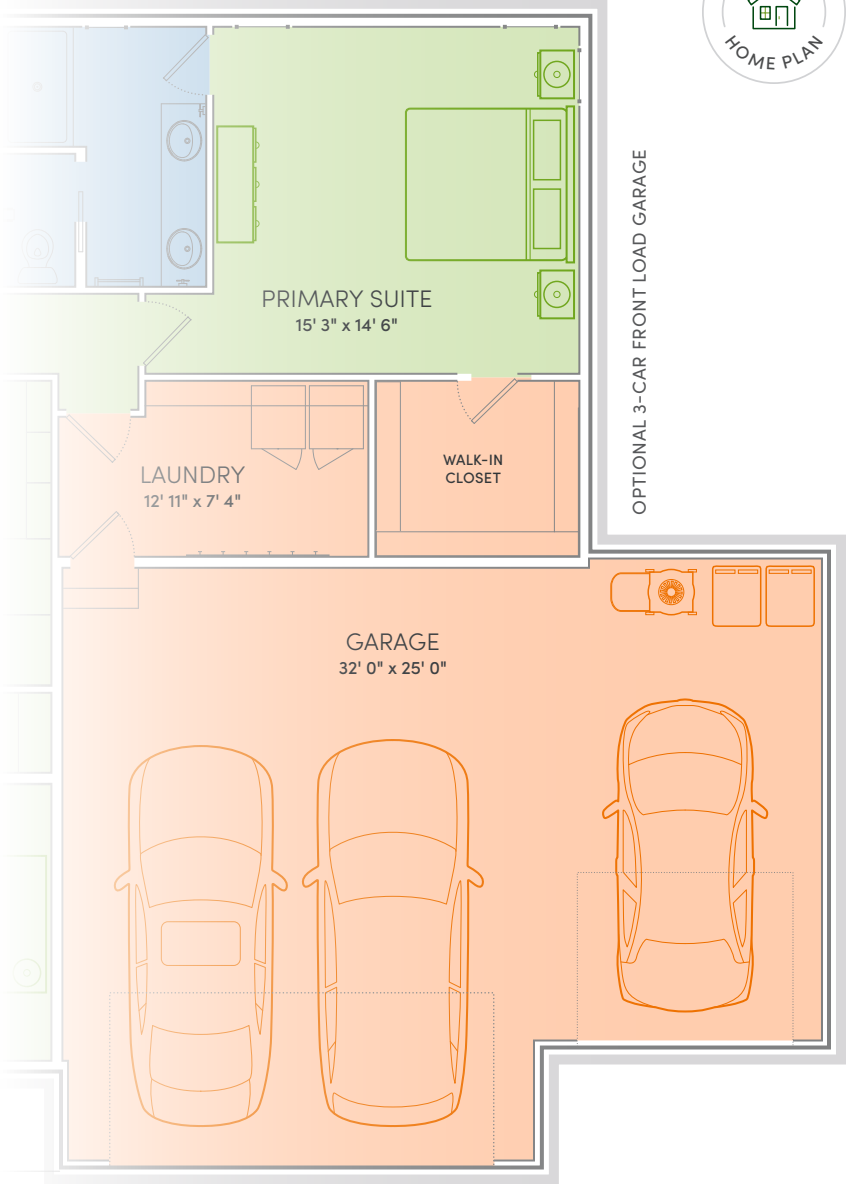 HOME PLAN
OPTIONAL 3-CAR FRONT LOAD GARAGE
PRIMARY SUITE
15' 3" x 14' 6"
LAUNDRY
12' 11" x 7' 4"
WALK-IN
CLOSET
GARAGE
32' 0" x 25' 0"